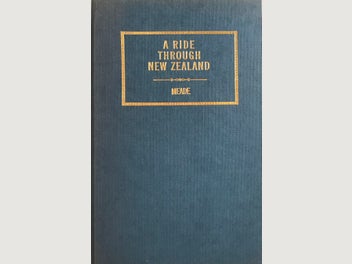 A RIDE
THROUGH
NEW ZEALAND
MEADE